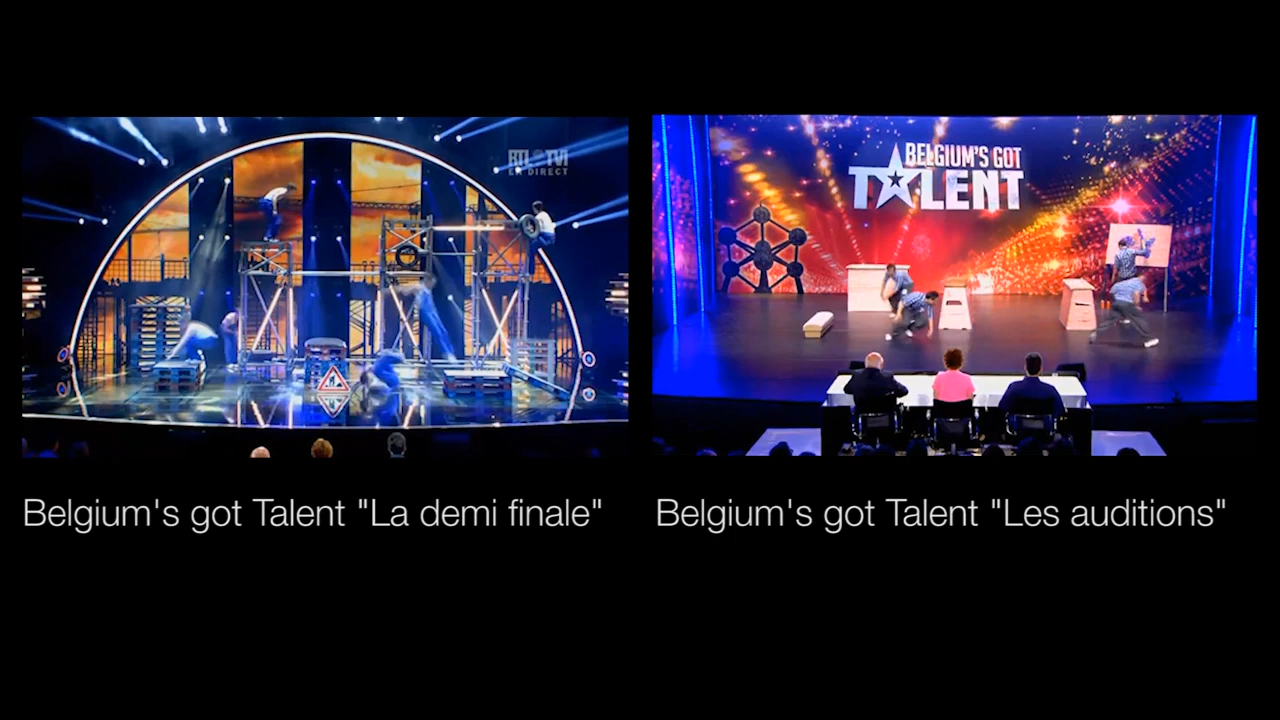 RTL TVI
EN DIRECT
BELGIUM'S GOT
TALENT
Belgium's got Talent "La demi finale"
Belgium's got Talent "Les auditions"